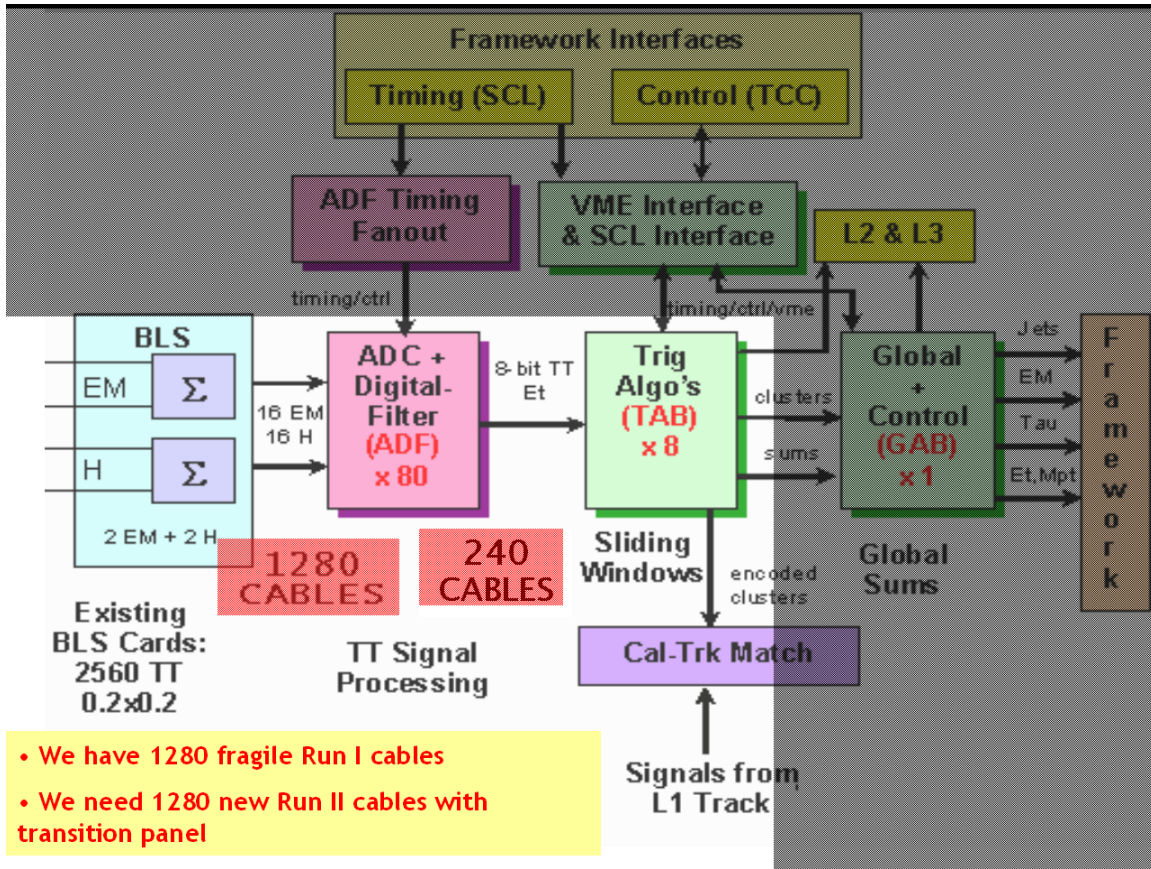 Framework Interfaces
Timing (SCL)
Control (TCC)
ADF Timing
Fanout
VME Interface
& SCL Interface
L2 & L3
timing/ctrl
timing/ctrl/vme
BLS
EM
Σ
H
Σ
2 EM + 2 H
16 EM
16 H
ADC +
Digital-
Filter
(ADF)
x 80
8-bit TT
Et
Trig
Algo's
(TAB)
x 8
clusters
sums
Global
+
Control
(GAB)
x 1
Jets
EM
Tau
Et,Mpt
Framework
1280
CABLES
240
CABLES
Sliding
Windows
encoded
clusters
Global
Sums
Existing
BLS Cards:
2560 TT
0.2x0.2
TT Signal
Processing
Cal-Trk Match
Signals from
L1 Track
• We have 1280 fragile Run I cables
• We need 1280 new Run II cables with
transition panel